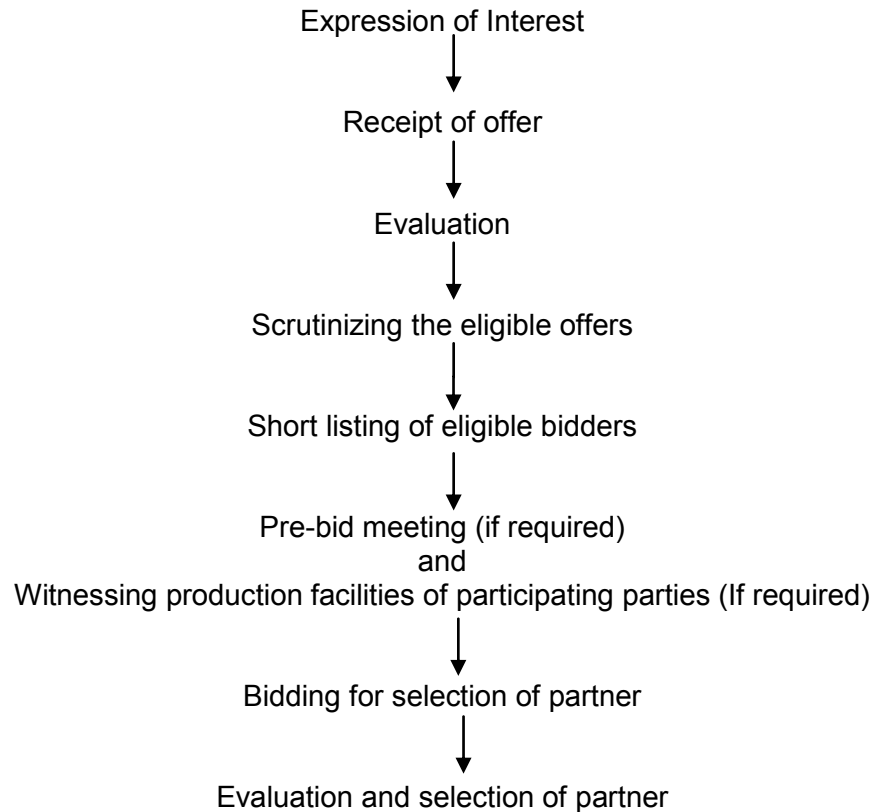 Expression of Interest
Receipt of offer
Evaluation
Scrutinizing the eligible offers
Short listing of eligible bidders
Pre-bid meeting (if required)
and
Witnessing production facilities of participating parties (If required)
Bidding for selection of partner
Evaluation and selection of partner